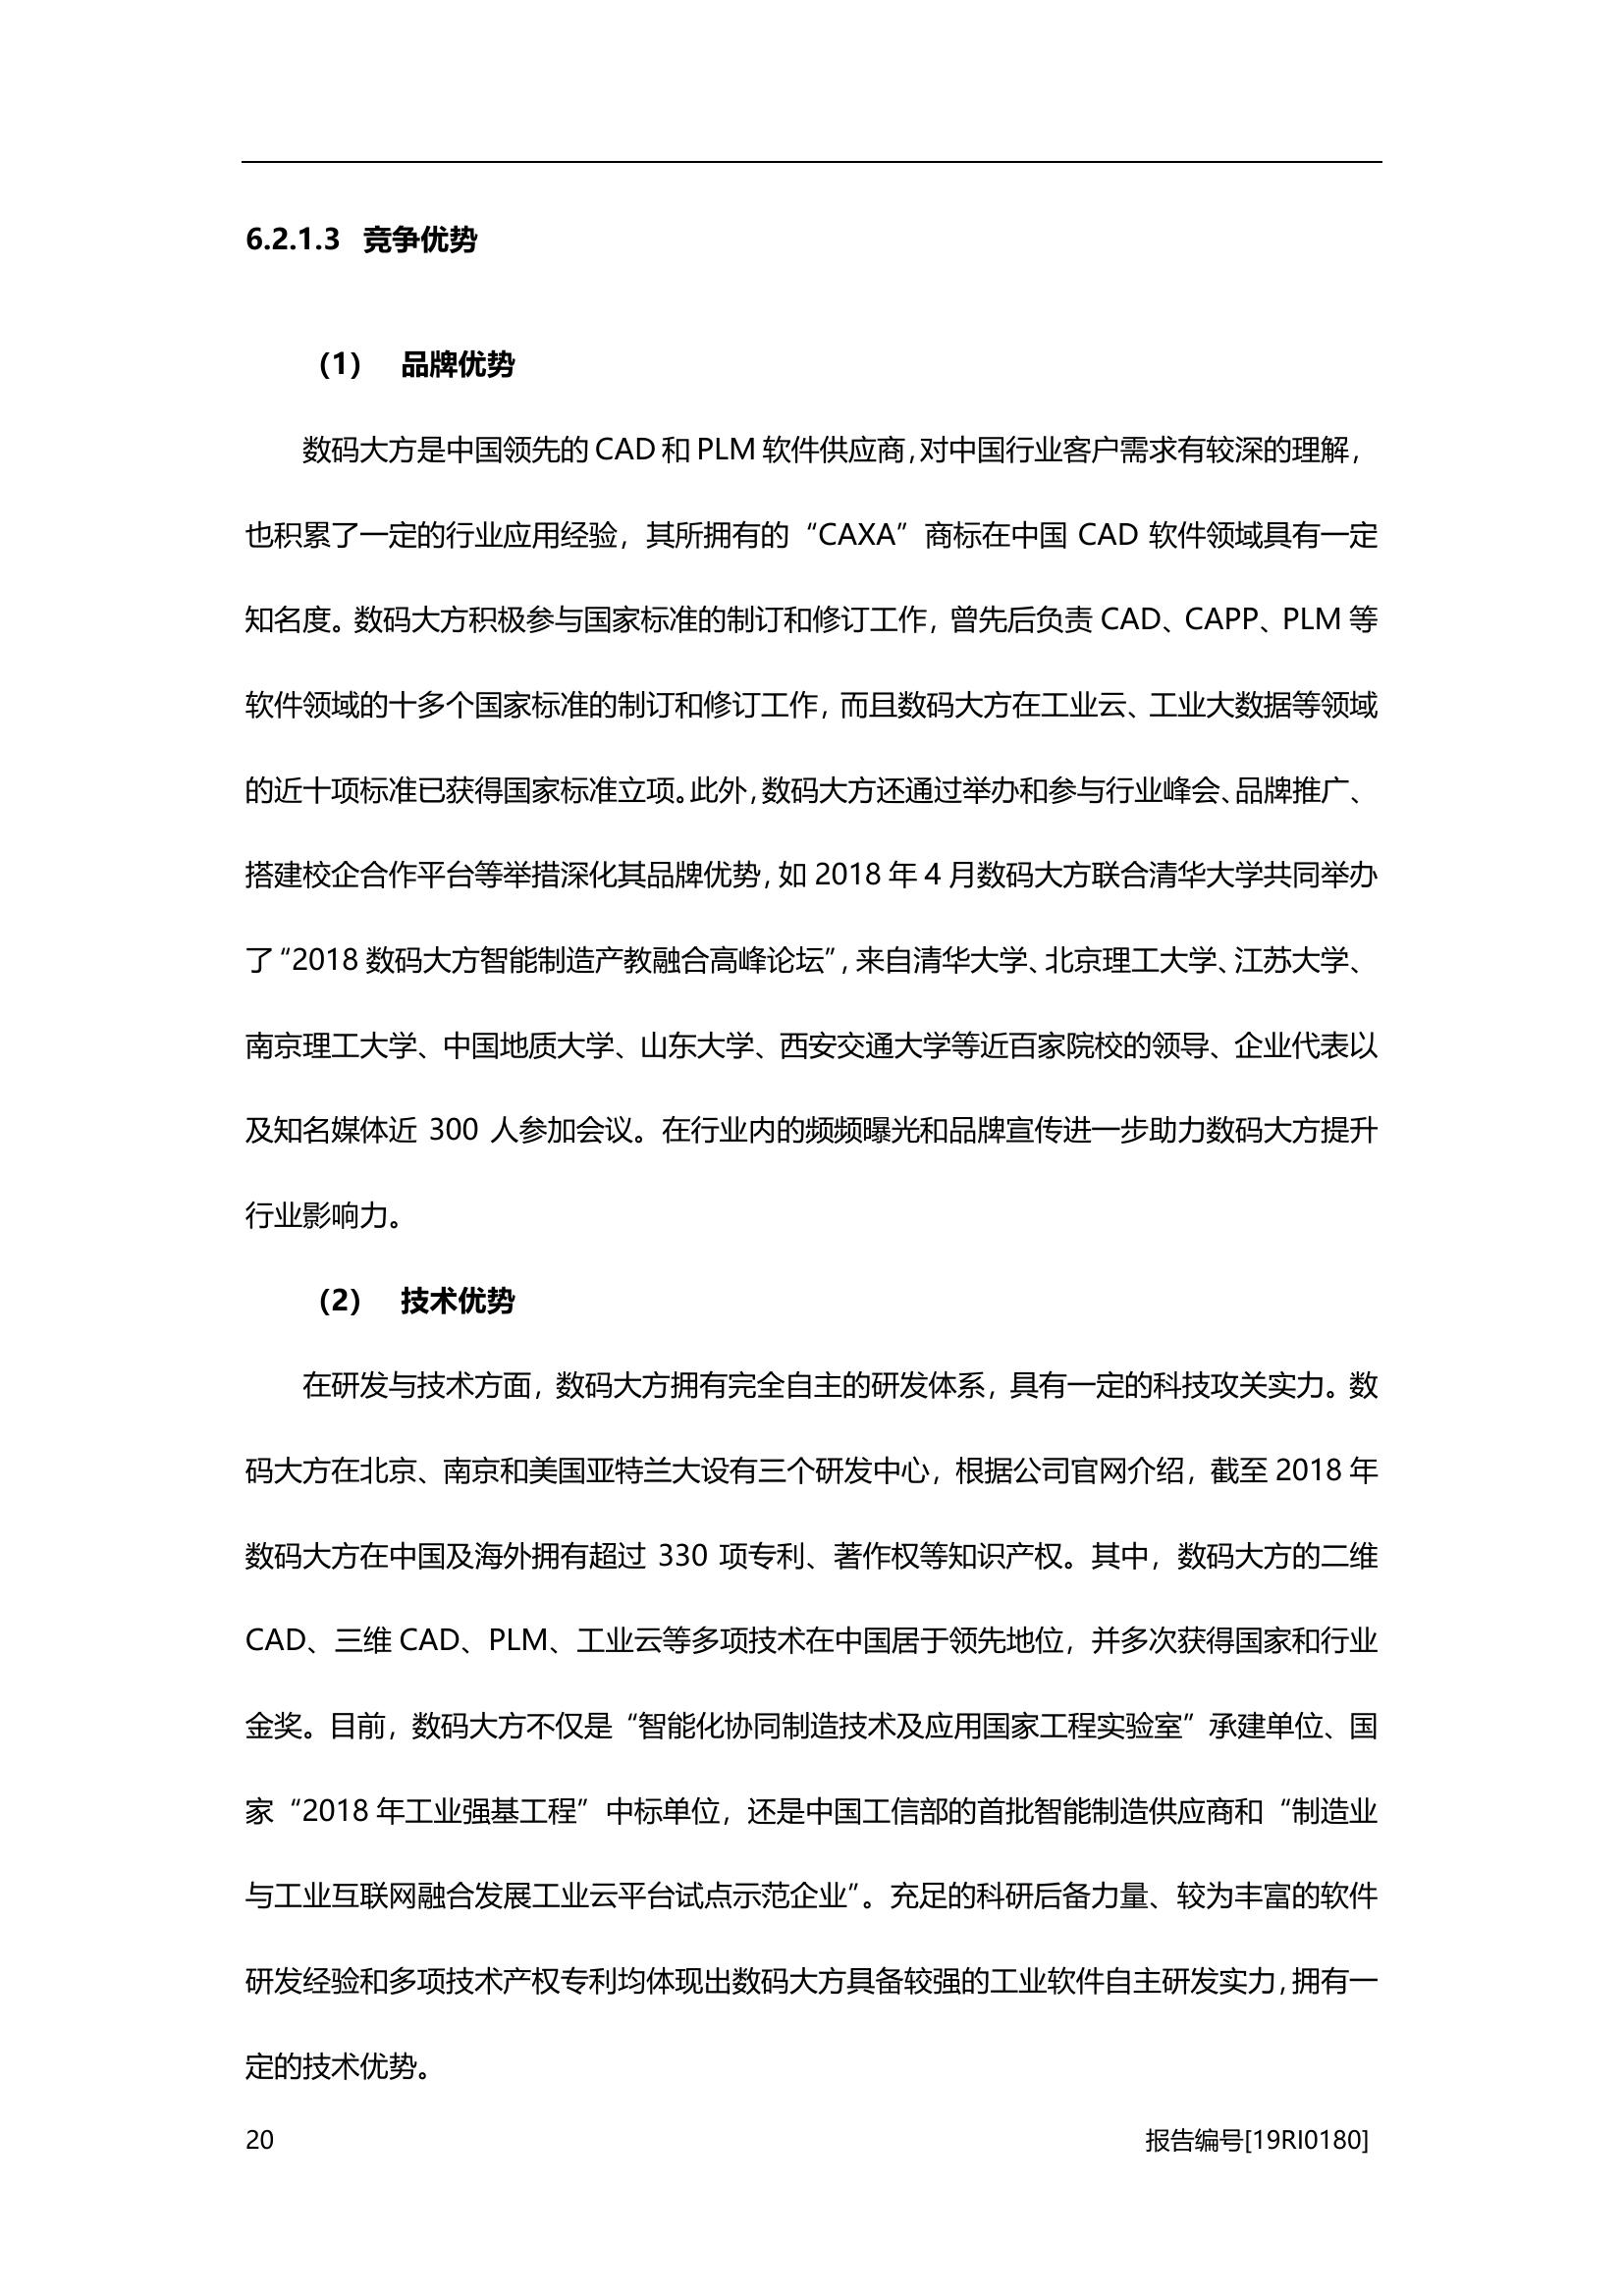 6.2.1.3 竞争优势
（1） 品牌优势
数码大方是中国领先的 CAD 和 PLM 软件供应商，对中国行业客户需求有较深的理解，
也积累了一定的行业应用经验，其所拥有的“CAXA”商标在中国 CAD 软件领域具有一定
知名度。数码大方积极参与国家标准的制订和修订工作，曾先后负责 CAD、CAPP、PLM 等
软件领域的十多个国家标准的制订和修订工作，而且数码大方在工业云、工业大数据等领域
的近十项标准已获得国家标准立项。此外，数码大方还通过举办和参与行业峰会、品牌推广、
搭建校企合作平台等举措深化其品牌优势，如 2018 年 4 月数码大方联合清华大学共同举办
了“2018 数码大方智能制造产教融合高峰论坛”，来自清华大学、北京理工大学、江苏大学、
南京理工大学、中国地质大学、山东大学、西安交通大学等近百家院校的领导、企业代表以
及知名媒体近 300 人参加会议。在行业内的频频曝光和品牌宣传进一步助力数码大方提升
行业影响力。
（2） 技术优势
在研发与技术方面，数码大方拥有完全自主的研发体系，具有一定的科技攻关实力。数
码大方在北京、南京和美国亚特兰大设有三个研发中心，根据公司官网介绍，截至 2018 年
数码大方在中国及海外拥有超过 330 项专利、著作权等知识产权。其中，数码大方的二维
CAD、三维 CAD、PLM、工业云等多项技术在中国居于领先地位，并多次获得国家和行业
金奖。目前，数码大方不仅是“智能化协同制造技术及应用国家工程实验室”承建单位、国
家“2018 年工业强基工程”中标单位，还是中国工信部的首批智能制造供应商和“制造业
与工业互联网融合发展工业云平台试点示范企业”。充足的科研后备力量、较为丰富的软件
研发经验和多项技术产权专利均体现出数码大方具备较强的工业软件自主研发实力，拥有一
定的技术优势。
20 报告编号[19RI0180]